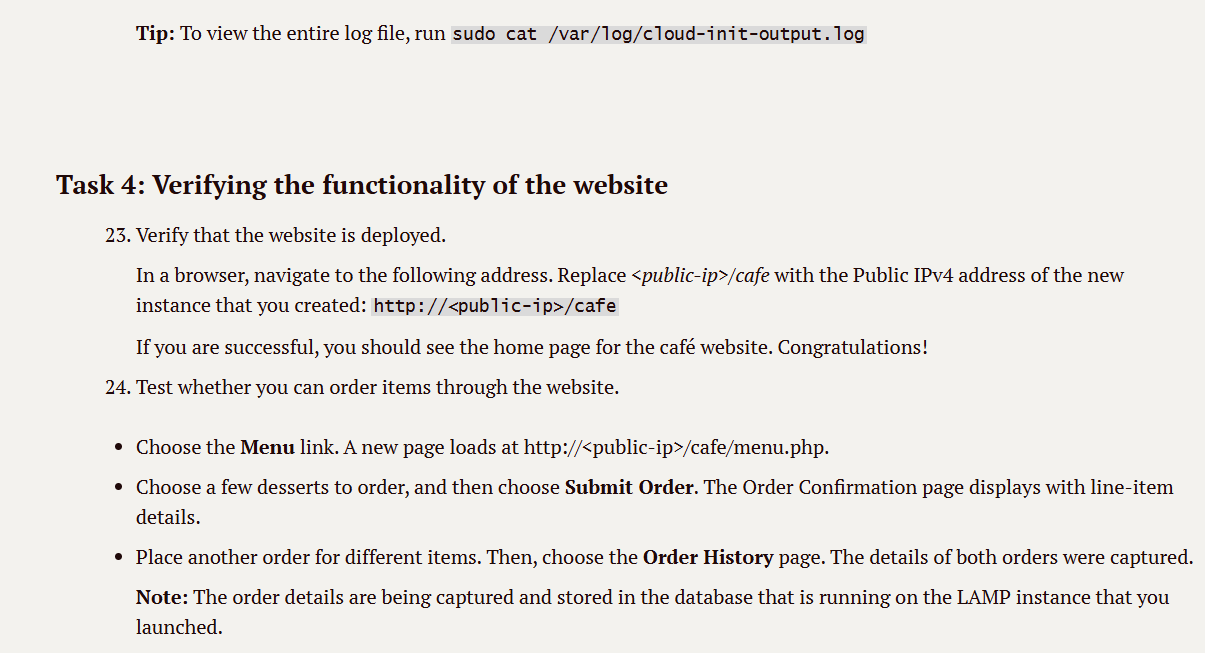 Tip: To view the entire log file, run sudo cat /var/log/cloud-init-output.log
Task 4: Verifying the functionality of the website
23. Verify that the website is deployed.
In a browser, navigate to the following address. Replace <public-ip>/cafe with the Public IPv4 address of the new
instance that you created: http://<public-ip>/cafe
If you are successful, you should see the home page for the café website. Congratulations!
24. Test whether you can order items through the website.
• Choose the Menu link. A new page loads at http://<public-ip>/cafe/menu.php.
• Choose a few desserts to order, and then choose Submit Order. The Order Confirmation page displays with line-item
details.
• Place another order for different items. Then, choose the Order History page. The details of both orders were captured.
Note: The order details are being captured and stored in the database that is running on the LAMP instance that you
launched.